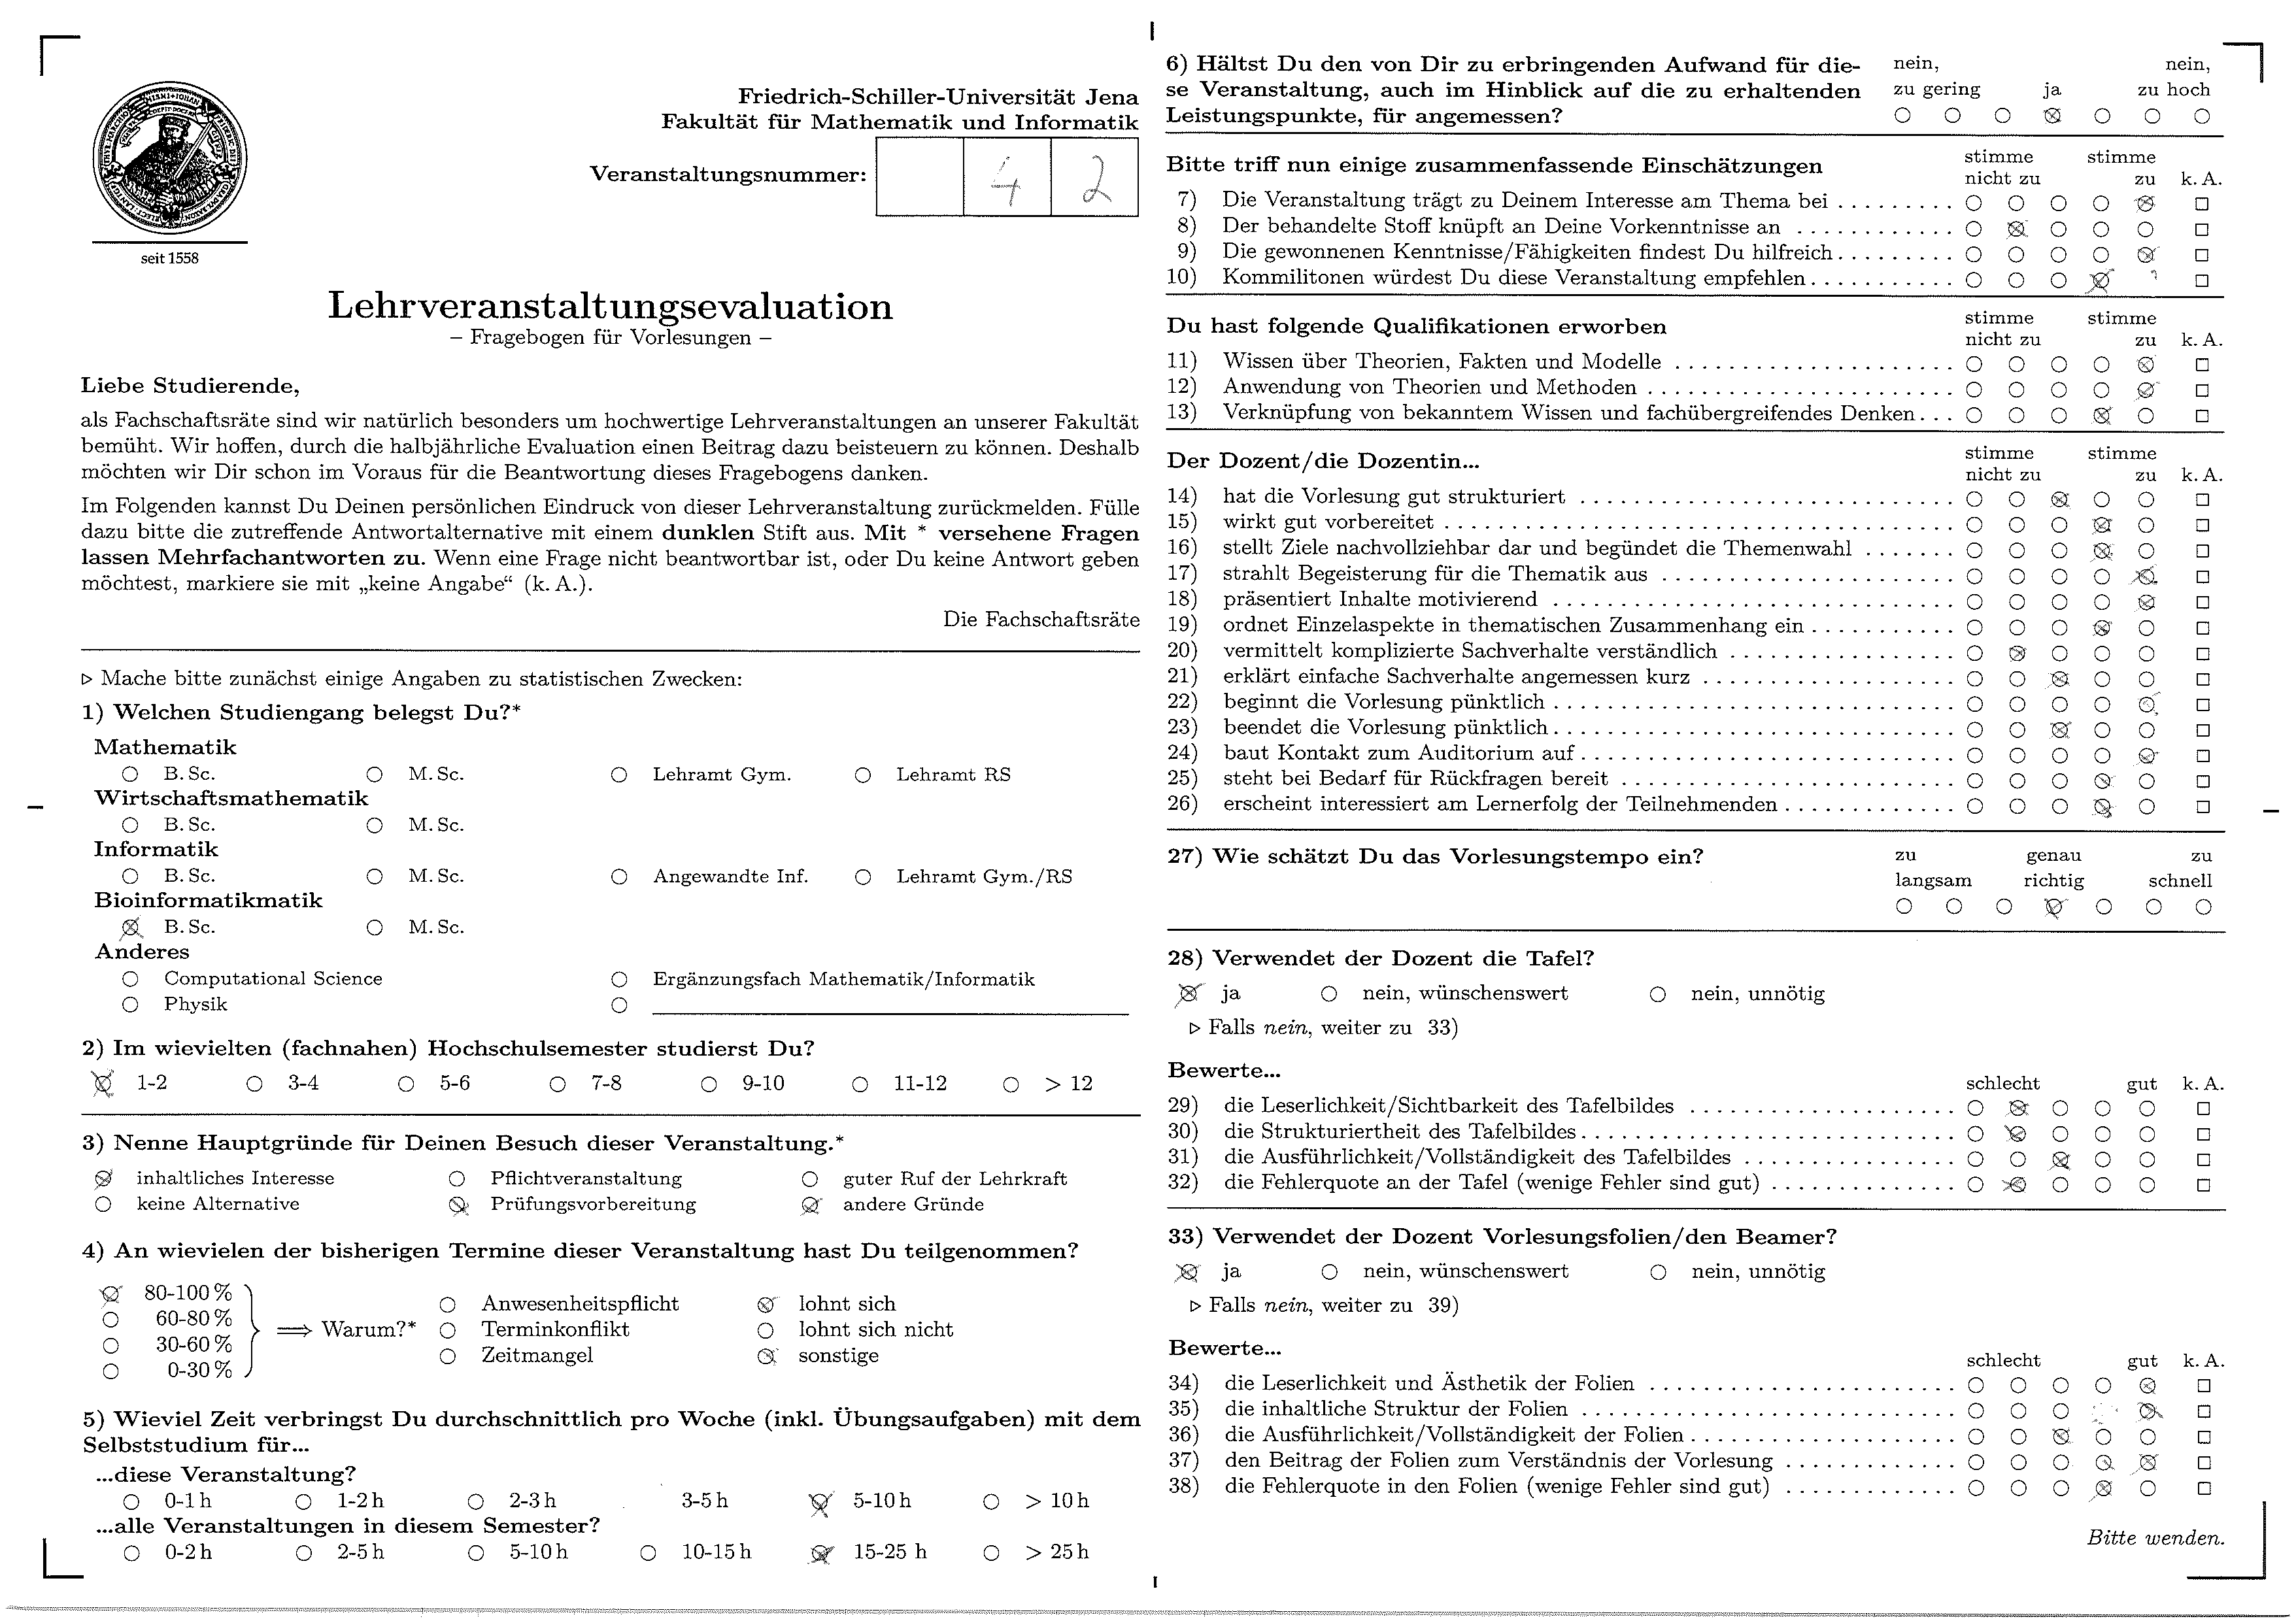 Friedrich-Schiller-Universität Jena
Fakultät für Mathematik und Informatik
Veranstaltungsnummer: 4 2
seit 1558
Lehrveranstaltungsevaluation
– Fragebogen für Vorlesungen –
Liebe Studierende,
als Fachschaftsräte sind wir natürlich besonders um hochwertige Lehrveranstaltungen an unserer Fakultät
bemüht. Wir hoffen, durch die halbjährliche Evaluation einen Beitrag dazu beisteuern zu können. Deshalb
möchten wir Dir schon im Voraus für die Beantwortung dieses Fragebogens danken.
Im Folgenden kannst Du Deinen persönlichen Eindruck von dieser Lehrveranstaltung zurückmelden. Fülle
dazu bitte die zutreffende Antwortalternative mit einem dunklen Stift aus. Mit * versehene Fragen
lassen Mehrfachantworten zu. Wenn eine Frage nicht beantwortbar ist, oder Du keine Antwort geben
möchtest, markiere sie mit „keine Angabe“ (k. A.).
Die Fachschaftsräte
▷ Mache bitte zunächst einige Angaben zu statistischen Zwecken:
1) Welchen Studiengang belegst Du?*
Mathematik
B. Sc. M. Sc. Lehramt Gym. Lehramt RS
Wirtschaftsmathematik
B. Sc. M. Sc.
Informatik
B. Sc. M. Sc. Angewandte Inf. Lehramt Gym./RS
Bioinformatikmatik
B. Sc. M. Sc.
Anderes
Computational Science Ergänzungsfach Mathematik/Informatik
Physik
2) Im wievielten (fachnahen) Hochschulsemester studierst Du?
1-2 3-4 5-6 7-8 9-10 11-12 > 12
3) Nenne Hauptgründe für Deinen Besuch dieser Veranstaltung.*
inhaltliches Interesse Pflichtveranstaltung guter Ruf der Lehrkraft
keine Alternative Prüfungsvorbereitung andere Gründe
4) An wievielen der bisherigen Termine dieser Veranstaltung hast Du teilgenommen?
80-100 %
60-80 %
30-60 %
0-30 %
⟹ Warum?*
Anwesenheitspflicht lohnt sich
Terminkonflikt lohnt sich nicht
Zeitmangel sonstige
5) Wieviel Zeit verbringst Du durchschnittlich pro Woche (inkl. Übungsaufgaben) mit dem
Selbststudium für...
...diese Veranstaltung?
0-1 h 1-2 h 2-3 h 3-5 h 5-10 h > 10 h
...alle Veranstaltungen in diesem Semester?
0-2 h 2-5 h 5-10 h 10-15 h 15-25 h > 25 h
6) Hältst Du den von Dir zu erbringenden Aufwand für die-
se Veranstaltung, auch im Hinblick auf die zu erhaltenden
Leistungspunkte, für angemessen?
nein, nein,
zu gering ja zu hoch
Bitte triff nun einige zusammenfassende Einschätzungen
stimme stimme
nicht zu zu k. A.
7) Die Veranstaltung trägt zu Deinem Interesse am Thema bei
8) Der behandelte Stoff knüpft an Deine Vorkenntnisse an
9) Die gewonnenen Kenntnisse/Fähigkeiten findest Du hilfreich
10) Kommilitonen würdest Du diese Veranstaltung empfehlen
Du hast folgende Qualifikationen erworben
stimme stimme
nicht zu zu k. A.
11) Wissen über Theorien, Fakten und Modelle
12) Anwendung von Theorien und Methoden
13) Verknüpfung von bekanntem Wissen und fachübergreifendes Denken
Der Dozent/die Dozentin...
stimme stimme
nicht zu zu k. A.
14) hat die Vorlesung gut strukturiert
15) wirkt gut vorbereitet
16) stellt Ziele nachvollziehbar dar und begündet die Themenwahl
17) strahlt Begeisterung für die Thematik aus
18) präsentiert Inhalte motivierend
19) ordnet Einzelaspekte in thematischen Zusammenhang ein
20) vermittelt komplizierte Sachverhalte verständlich
21) erklärt einfache Sachverhalte angemessen kurz
22) beginnt die Vorlesung pünktlich
23) beendet die Vorlesung pünktlich
24) baut Kontakt zum Auditorium auf
25) steht bei Bedarf für Rückfragen bereit
26) erscheint interessiert am Lernerfolg der Teilnehmenden
27) Wie schätzt Du das Vorlesungstempo ein?
zu genau zu
langsam richtig schnell
28) Verwendet der Dozent die Tafel?
ja nein, wünschenswert nein, unnötig
▷ Falls nein, weiter zu 33)
Bewerte...
schlecht gut k. A.
29) die Leserlichkeit/Sichtbarkeit des Tafelbildes
30) die Strukturiertheit des Tafelbildes
31) die Ausführlichkeit/Vollständigkeit des Tafelbildes
32) die Fehlerquote an der Tafel (wenige Fehler sind gut)
33) Verwendet der Dozent Vorlesungsfolien/den Beamer?
ja nein, wünschenswert nein, unnötig
▷ Falls nein, weiter zu 39)
Bewerte...
schlecht gut k. A.
34) die Leserlichkeit und Ästhetik der Folien
35) die inhaltliche Struktur der Folien
36) die Ausführlichkeit/Vollständigkeit der Folien
37) den Beitrag der Folien zum Verständnis der Vorlesung
38) die Fehlerquote in den Folien (wenige Fehler sind gut)
Bitte wenden.